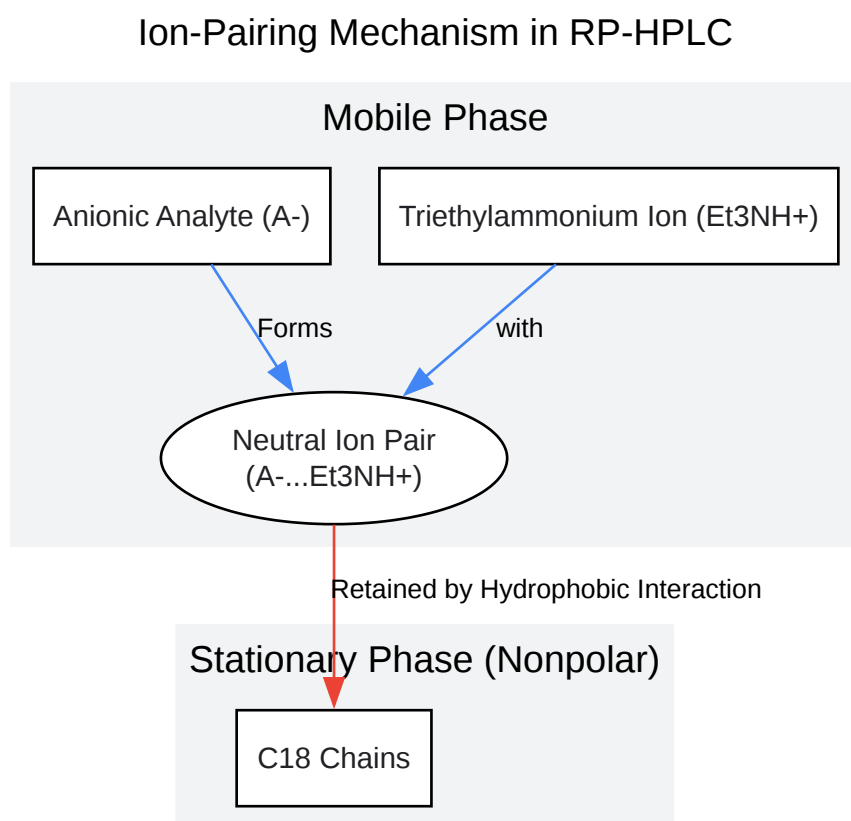 Ion-Pairing Mechanism in RP-HPLC
Mobile Phase
Anionic Analyte (A-)
Triethylammonium Ion (Et3NH+)
Forms
with
Neutral Ion Pair
(A-...Et3NH+)
Retained by Hydrophobic Interaction
Stationary Phase (Nonpolar)
C18 Chains